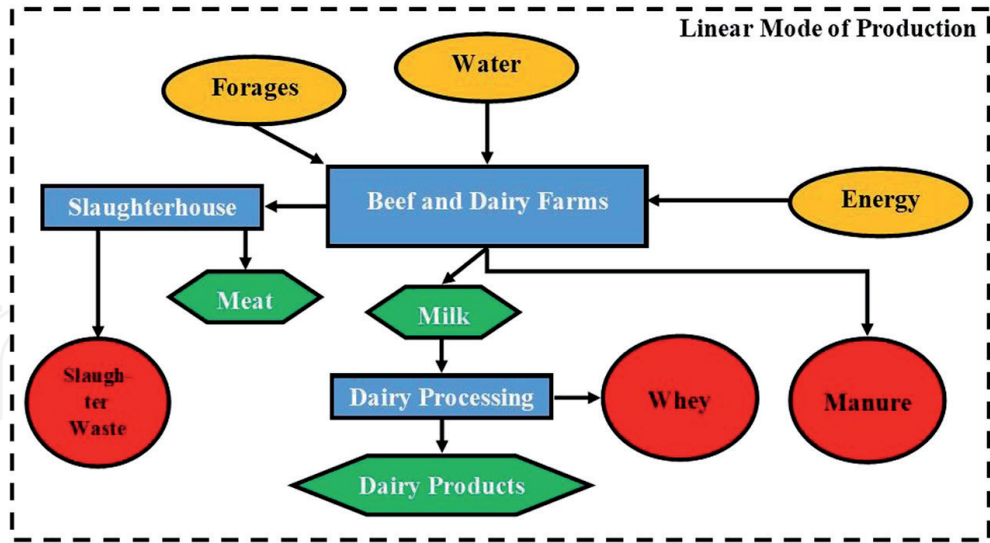 Linear Mode of Production
Water
Forages
Energy
Beef and Dairy Farms
Slaughterhouse
Meat
Milk
Slaugh-
ter
Waste
Dairy Processing
Whey
Manure
Dairy Products